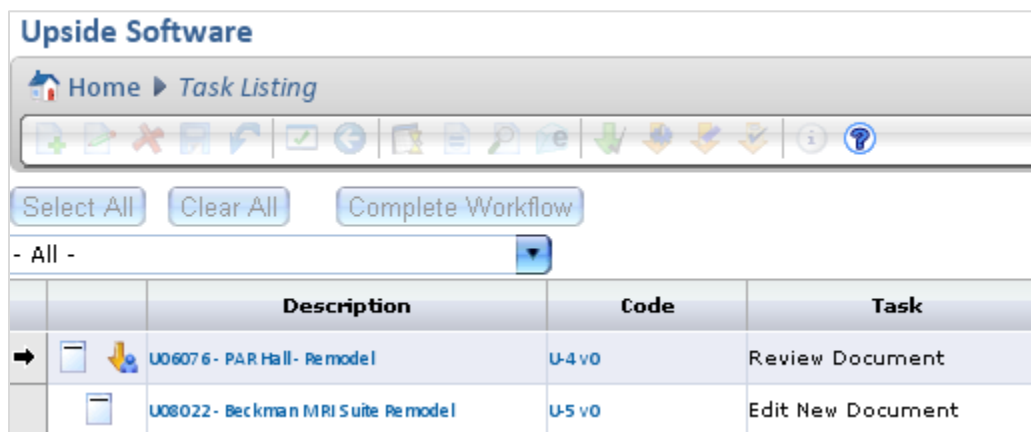 Upside Software
Home Task Listing
Select All Clear All Complete Workflow
- All -
Description Code Task
U06076 - PAR Hall - Remodel U-4 v0 Review Document
U08022 - Beckman MRI Suite Remodel U-5 v0 Edit New Document